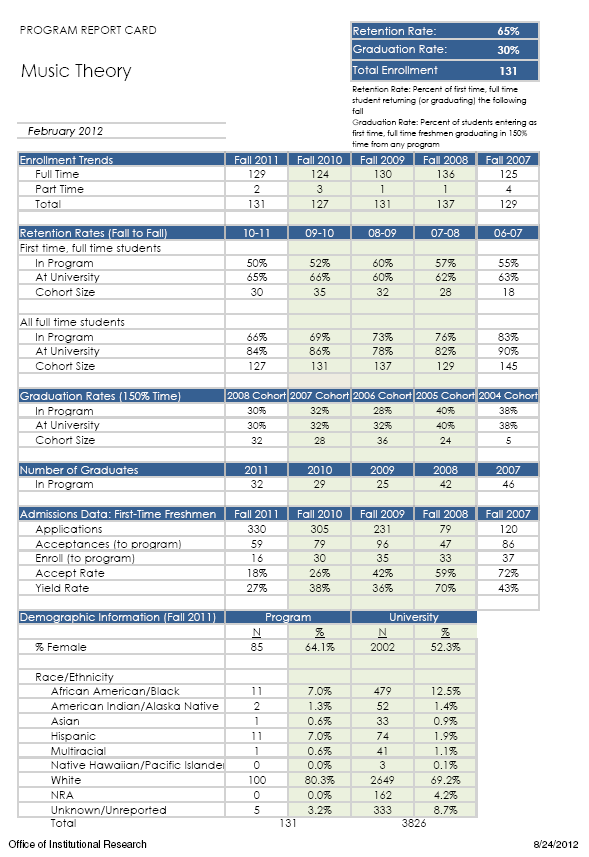 PROGRAM REPORT CARD
Retention Rate: 65%
Graduation Rate: 30%
Music Theory
Total Enrollment 131
Retention Rate: Percent of first time, full time
student returning (or graduating) the following
fall
Graduation Rate: Percent of students entering as
first time, full time freshmen graduating in 150%
time from any program
February 2012
Enrollment Trends Fall 2011 Fall 2010 Fall 2009 Fall 2008 Fall 2007
Full Time 129 124 130 136 125
Part Time 2 3 1 1 4
Total 131 127 131 137 129
Retention Rates (Fall to Fall) 10-11 09-10 08-09 07-08 06-07
First time, full time students
In Program 50% 52% 60% 57% 55%
At University 65% 66% 60% 62% 63%
Cohort Size 30 35 32 28 18
All full time students
In Program 66% 69% 73% 76% 83%
At University 84% 86% 78% 82% 90%
Cohort Size 127 131 137 129 145
Graduation Rates (150% Time) 2008 Cohort 2007 Cohort 2006 Cohort 2005 Cohort 2004 Cohort
In Program 30% 32% 28% 40% 38%
At University 30% 32% 32% 40% 38%
Cohort Size 32 28 36 24 5
Number of Graduates 2011 2010 2009 2008 2007
In Program 32 29 25 42 46
Admissions Data: First-Time Freshmen Fall 2011 Fall 2010 Fall 2009 Fall 2008 Fall 2007
Applications 330 305 231 79 120
Acceptances (to program) 59 79 96 47 86
Enroll (to program) 16 30 35 33 37
Accept Rate 18% 26% 42% 59% 72%
Yield Rate 27% 38% 36% 70% 43%
Demographic Information (Fall 2011) Program University
N % N %
% Female 85 64.1% 2002 52.3%
Race/Ethnicity
African American/Black 11 7.0% 479 12.5%
American Indian/Alaska Native 2 1.3% 52 1.4%
Asian 1 0.6% 33 0.9%
Hispanic 11 7.0% 74 1.9%
Multiracial 1 0.6% 41 1.1%
Native Hawaiian/Pacific Islander 0 0.0% 3 0.1%
White 100 80.3% 2649 69.2%
NRA 0 0.0% 162 4.2%
Unknown/Unreported 5 3.2% 333 8.7%
Total 131 3826
Office of Institutional Research 8/24/2012